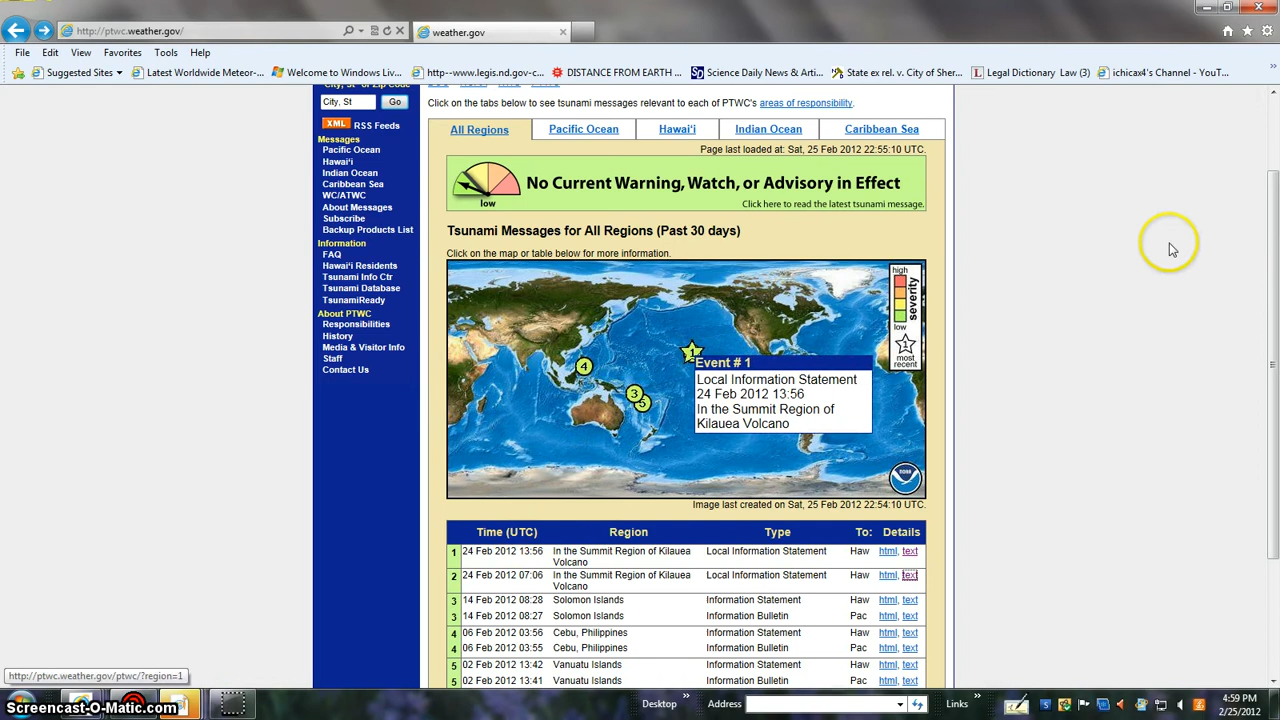 http://ptwc.weather.gov/
weather.gov
File Edit View Favorites Tools Help
Suggested Sites Latest Worldwide Meteor-... Welcome to Windows Liv... http--www.legis.nd.gov-c... DISTANCE FROM EARTH ... Science Daily News & Arti... State ex rel. v. City of Sher... Legal Dictionary Law (3) ichicax4's Channel - YouT...
City, St Go
XML RSS Feeds
Messages
Pacific Ocean
Hawai'i
Indian Ocean
Caribbean Sea
WC/ATWC
About Messages
Subscribe
Backup Products List
Information
FAQ
Hawai'i Residents
Tsunami Info Ctr
Tsunami Database
TsunamiReady
About PTWC
Responsibilities
History
Media & Visitor Info
Staff
Contact Us
Click on the tabs below to see tsunami messages relevant to each of PTWC's areas of responsibility.
All Regions Pacific Ocean Hawai'i Indian Ocean Caribbean Sea
Page last loaded at: Sat, 25 Feb 2012 22:55:10 UTC.
No Current Warning, Watch, or Advisory in Effect
low
Click here to read the latest tsunami message.
Tsunami Messages for All Regions (Past 30 days)
Click on the map or table below for more information.
high
severity
low
1
most
recent
1
4
3
5
Event # 1
Local Information Statement
24 Feb 2012 13:56
In the Summit Region of
Kilauea Volcano
Image last created on Sat, 25 Feb 2012 22:54:10 UTC.
Time (UTC) Region Type To: Details
1 24 Feb 2012 13:56 In the Summit Region of Kilauea Local Information Statement Haw html, text
Volcano
2 24 Feb 2012 07:06 In the Summit Region of Kilauea Local Information Statement Haw html, text
Volcano
3 14 Feb 2012 08:28 Solomon Islands Information Statement Haw html, text
3 14 Feb 2012 08:27 Solomon Islands Information Bulletin Pac html, text
4 06 Feb 2012 03:56 Cebu, Philippines Information Statement Haw html, text
4 06 Feb 2012 03:55 Cebu, Philippines Information Bulletin Pac html, text
5 02 Feb 2012 13:42 Vanuatu Islands Information Statement Haw html, text
5 02 Feb 2012 13:41 Vanuatu Islands Information Bulletin Pac html, text
http://ptwc.weather.gov/ptwc/?region=1
Screencast-O-Matic.com
Desktop » Address Links »
4:59 PM
2/25/2012